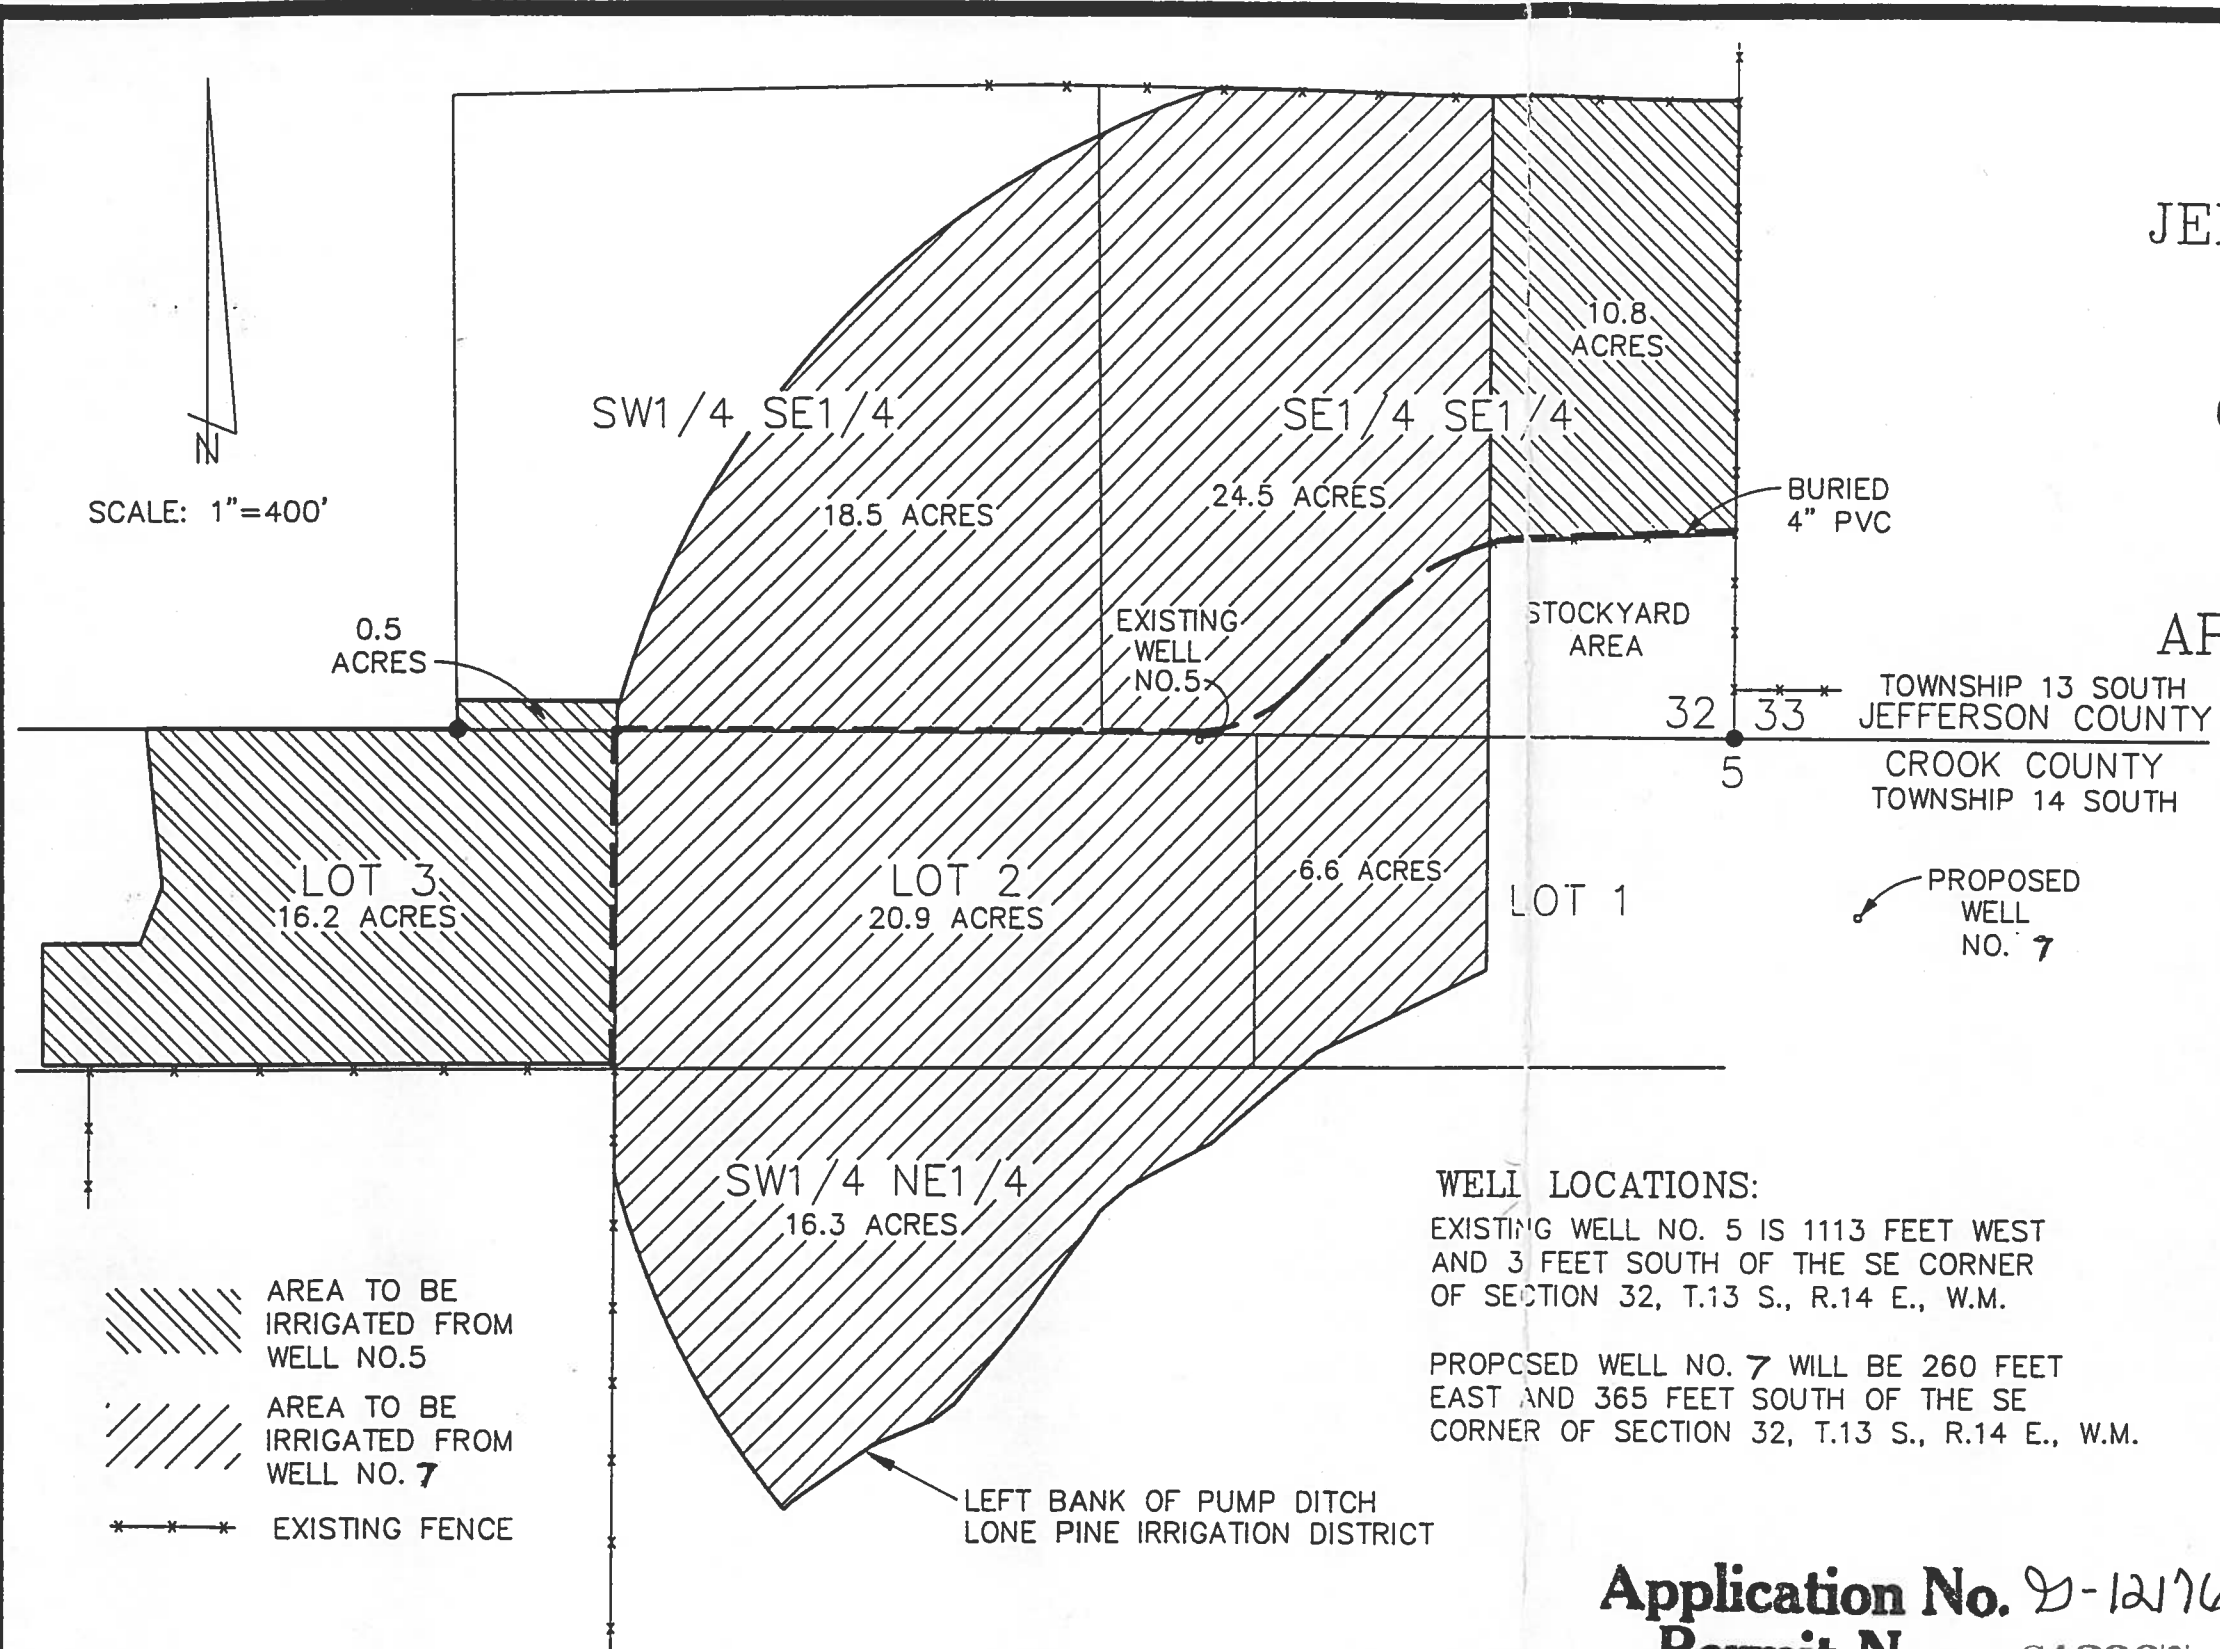 N
SCALE: 1"=400'
SW1/4 SE1/4
18.5 ACRES
SE1/4 SE1/4
24.5 ACRES
10.8
ACRES
BURIED
4" PVC
0.5
ACRES
EXISTING
WELL
NO.5
STOCKYARD
AREA
32
33
TOWNSHIP 13 SOUTH
JEFFERSON COUNTY
5
CROOK COUNTY
TOWNSHIP 14 SOUTH
LOT 3
16.2 ACRES
LOT 2
20.9 ACRES
6.6 ACRES
LOT 1
PROPOSED
WELL
NO. 7
SW1/4 NE1/4
16.3 ACRES
WELL LOCATIONS:
EXISTING WELL NO. 5 IS 1113 FEET WEST
AND 3 FEET SOUTH OF THE SE CORNER
OF SECTION 32, T.13 S., R.14 E., W.M.
PROPOSED WELL NO. 7 WILL BE 260 FEET
EAST AND 365 FEET SOUTH OF THE SE
CORNER OF SECTION 32, T.13 S., R.14 E., W.M.
AREA TO BE
IRRIGATED FROM
WELL NO.5
AREA TO BE
IRRIGATED FROM
WELL NO. 7
EXISTING FENCE
LEFT BANK OF PUMP DITCH
LONE PINE IRRIGATION DISTRICT
Application No. G-12176